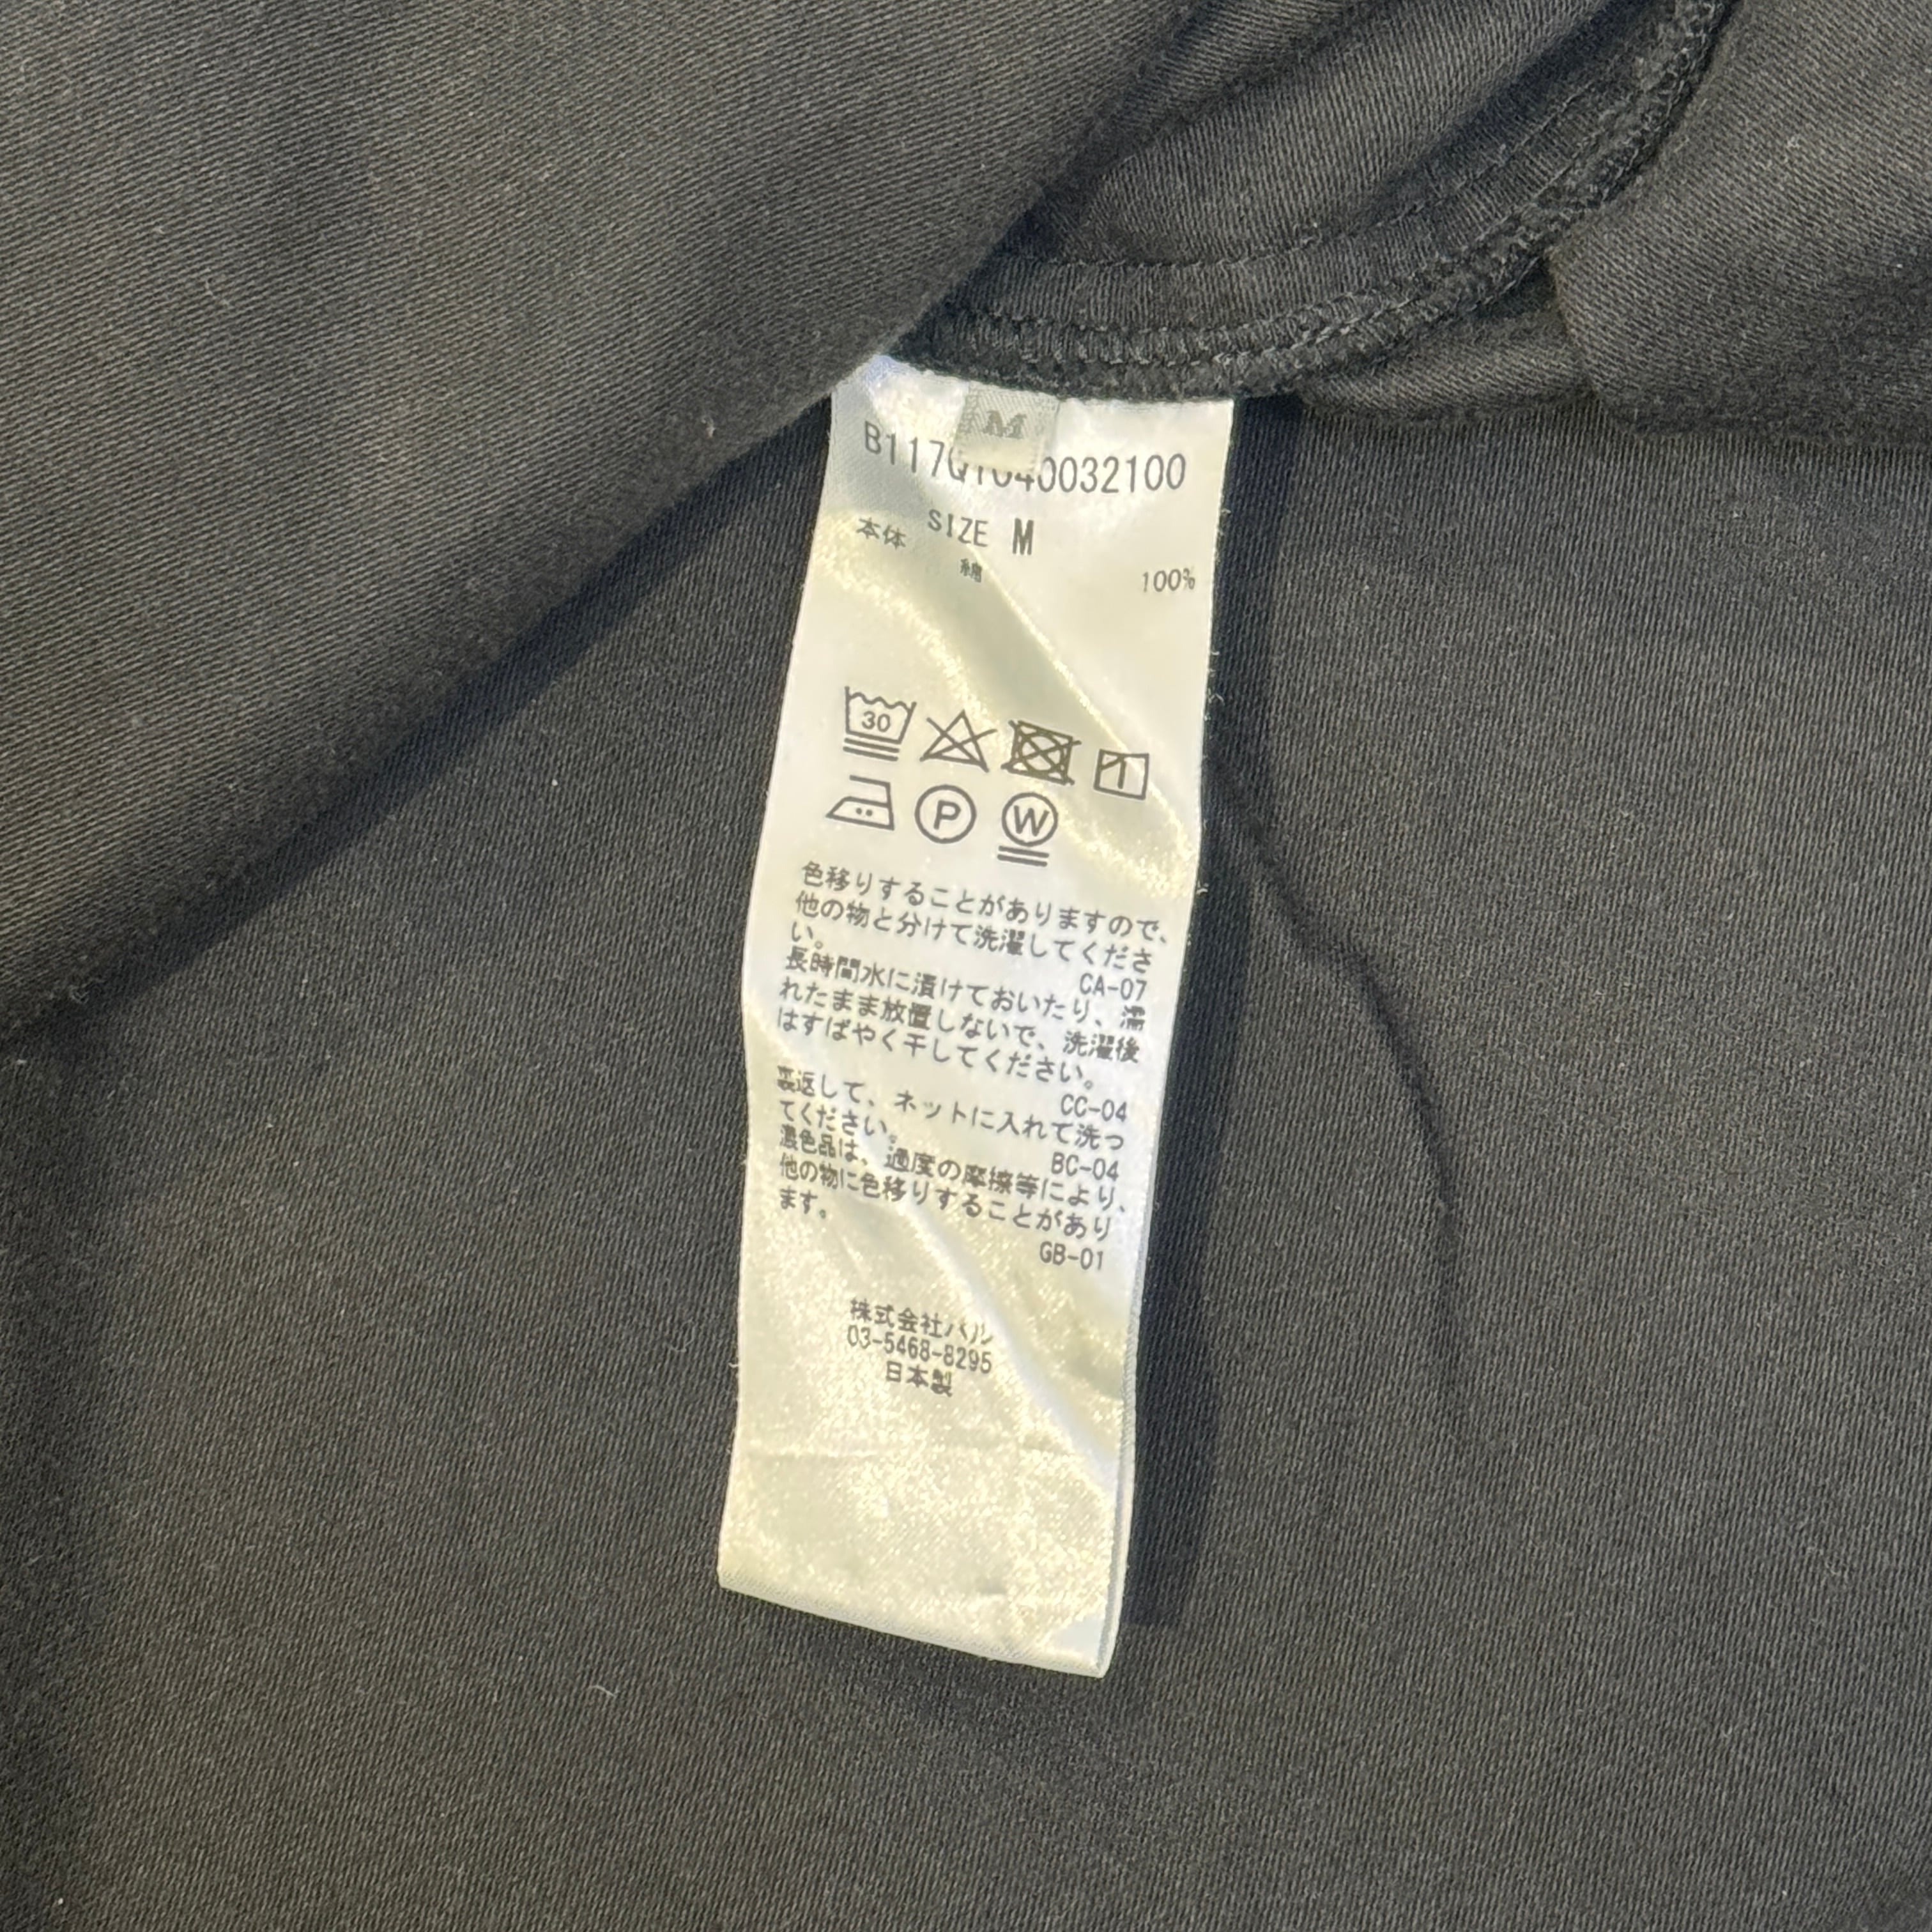 M
B117Q1040032100
SIZE M
本体
綿 100%
30
P W
色移りすることがありますので、
他の物と分けて洗濯してくださ
い。
CA-07
長時間水に漬けておいたり、濡
れたまま放置しないで、洗濯後
はすばやく干してください。
CC-04
裏返して、ネットに入れて洗っ
てください。
BC-04
濃色品は、過度の摩擦等により、
他の物に色移りすることがあり
ます。
GB-01
株式会社パル
03-5468-8295
日本製